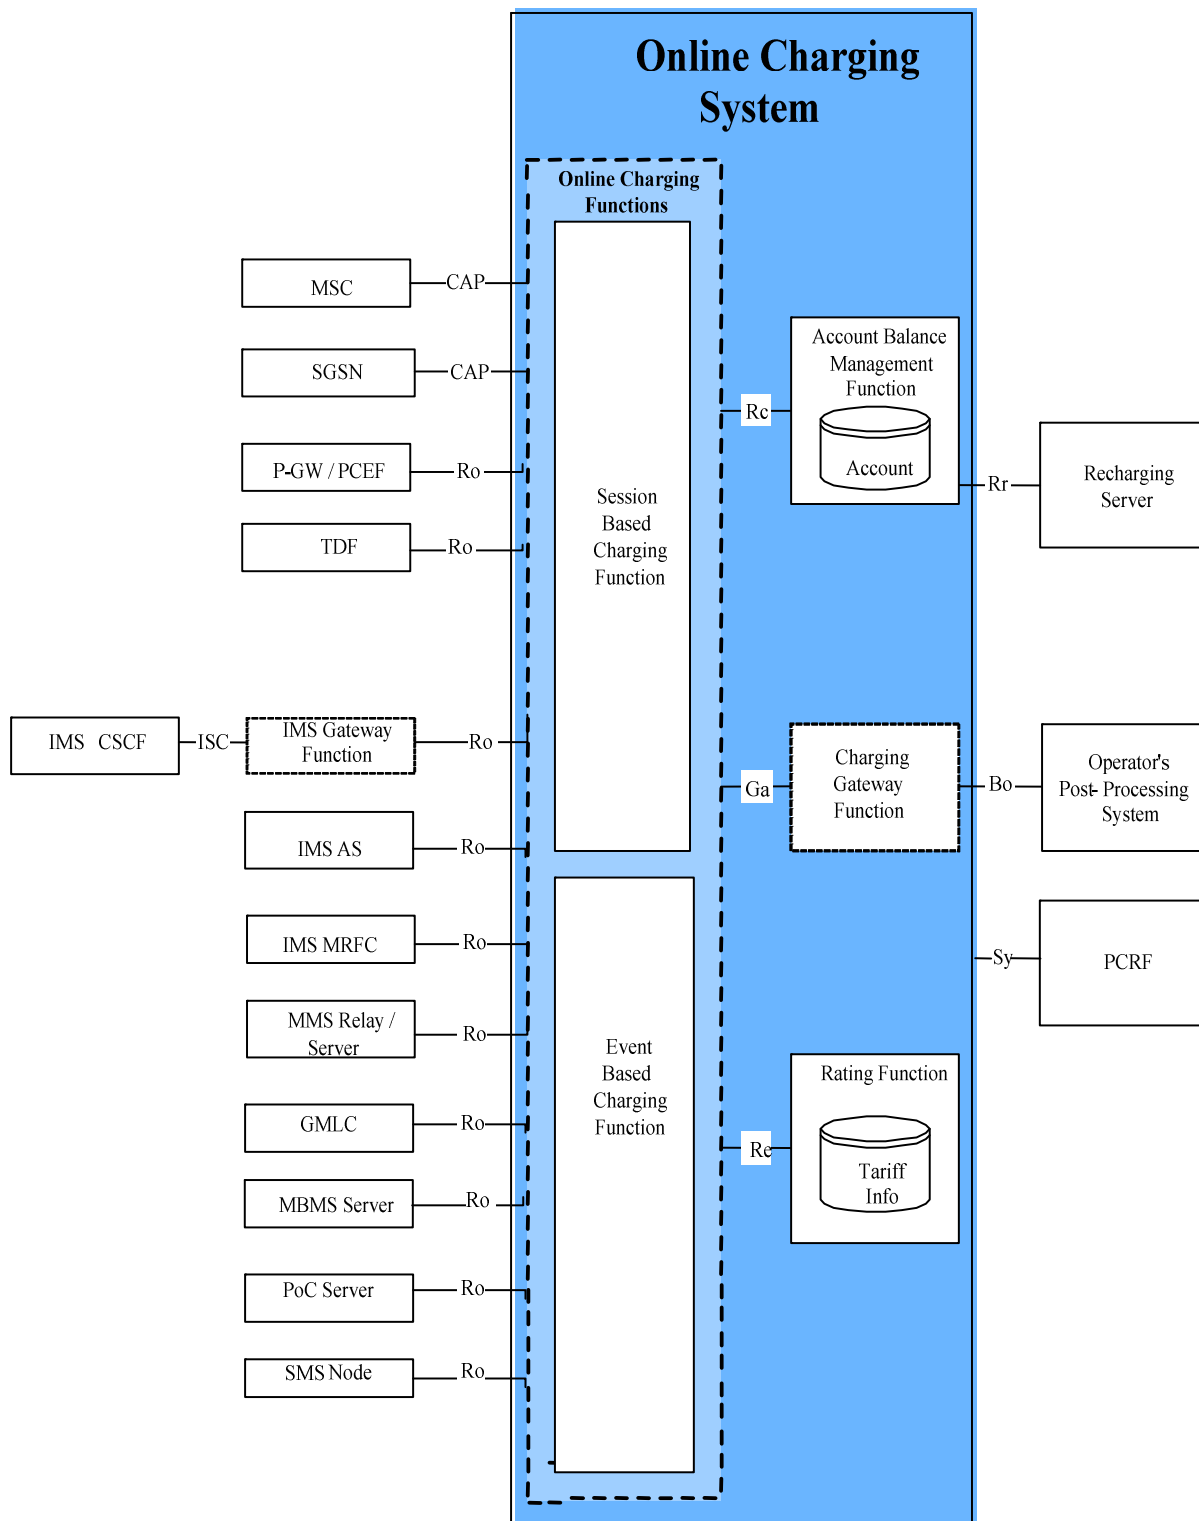 Online Charging
System
Online Charging
Functions
MSC
CAP
SGSN
CAP
P-GW / PCEF
Ro
TDF
Ro
IMS CSCF
ISC
IMS Gateway
Function
Ro
IMS AS
Ro
IMS MRFC
Ro
MMS Relay /
Server
Ro
GMLC
Ro
MBMS Server
Ro
PoC Server
Ro
SMS Node
Ro
Session
Based
Charging
Function
Event
Based
Charging
Function
Rc
Account Balance
Management
Function
Account
Rr
Recharging
Server
Ga
Charging
Gateway
Function
Bo
Operator's
Post- Processing
System
Sy
PCRF
Re
Rating Function
Tariff
Info